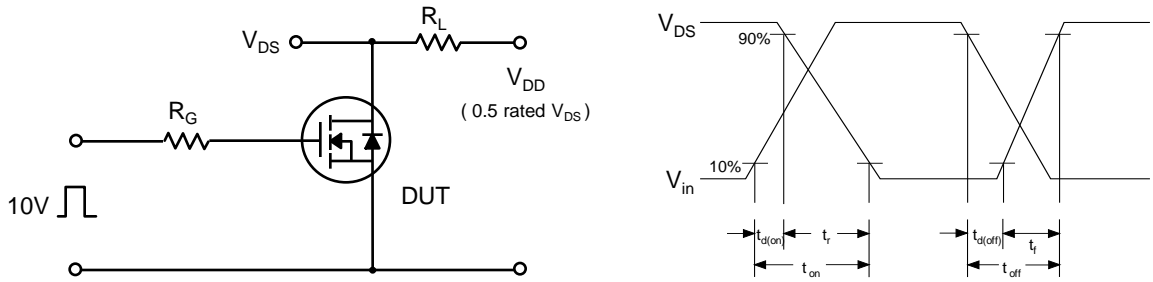 R_L
V_DS
V_DD
( 0.5 rated V_DS )
R_G
10V
DUT
V_DS
90%
10%
V_in
t_d(on)
t_r
t_on
t_d(off)
t_f
t_off